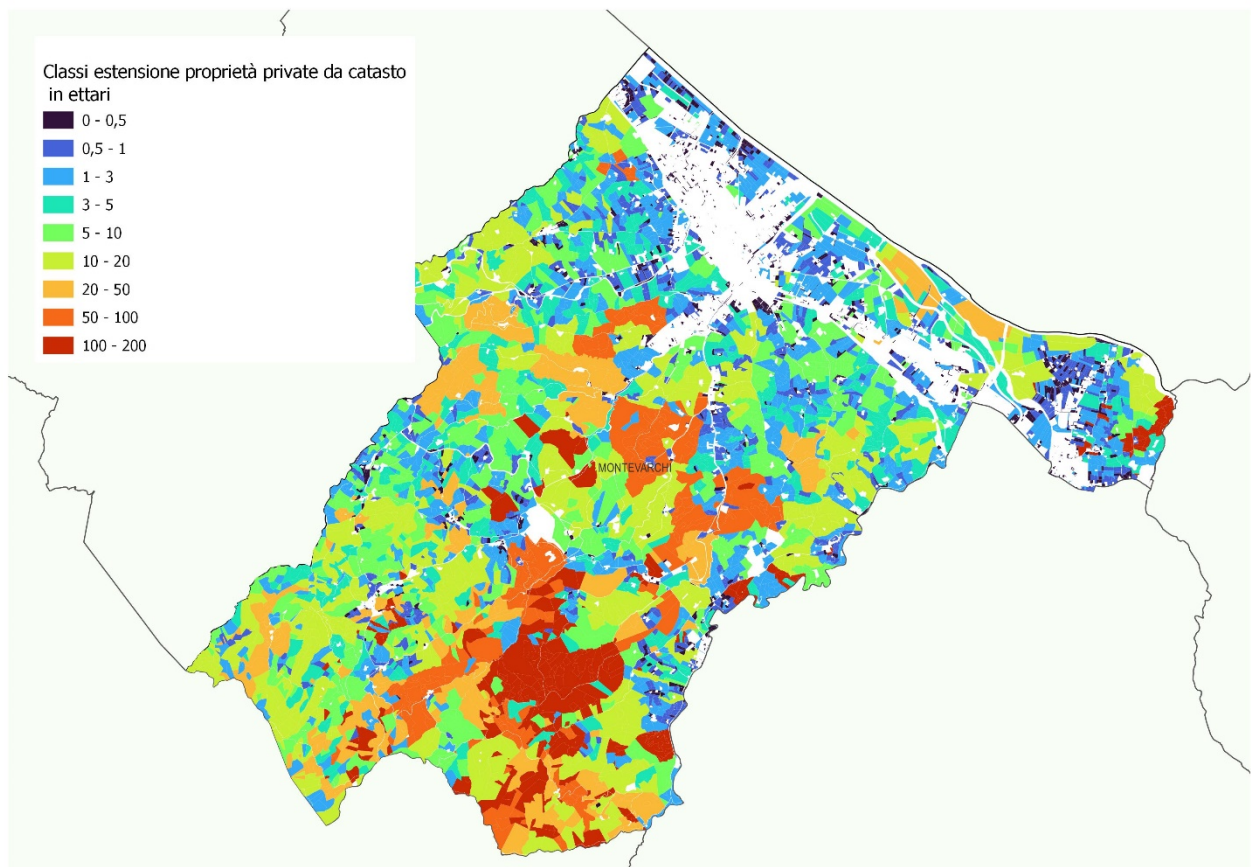 Classi estensione proprietà private da catasto
in ettari
0 - 0,5
0,5 - 1
1 - 3
3 - 5
5 - 10
10 - 20
20 - 50
50 - 100
100 - 200
MONTEVARCHI